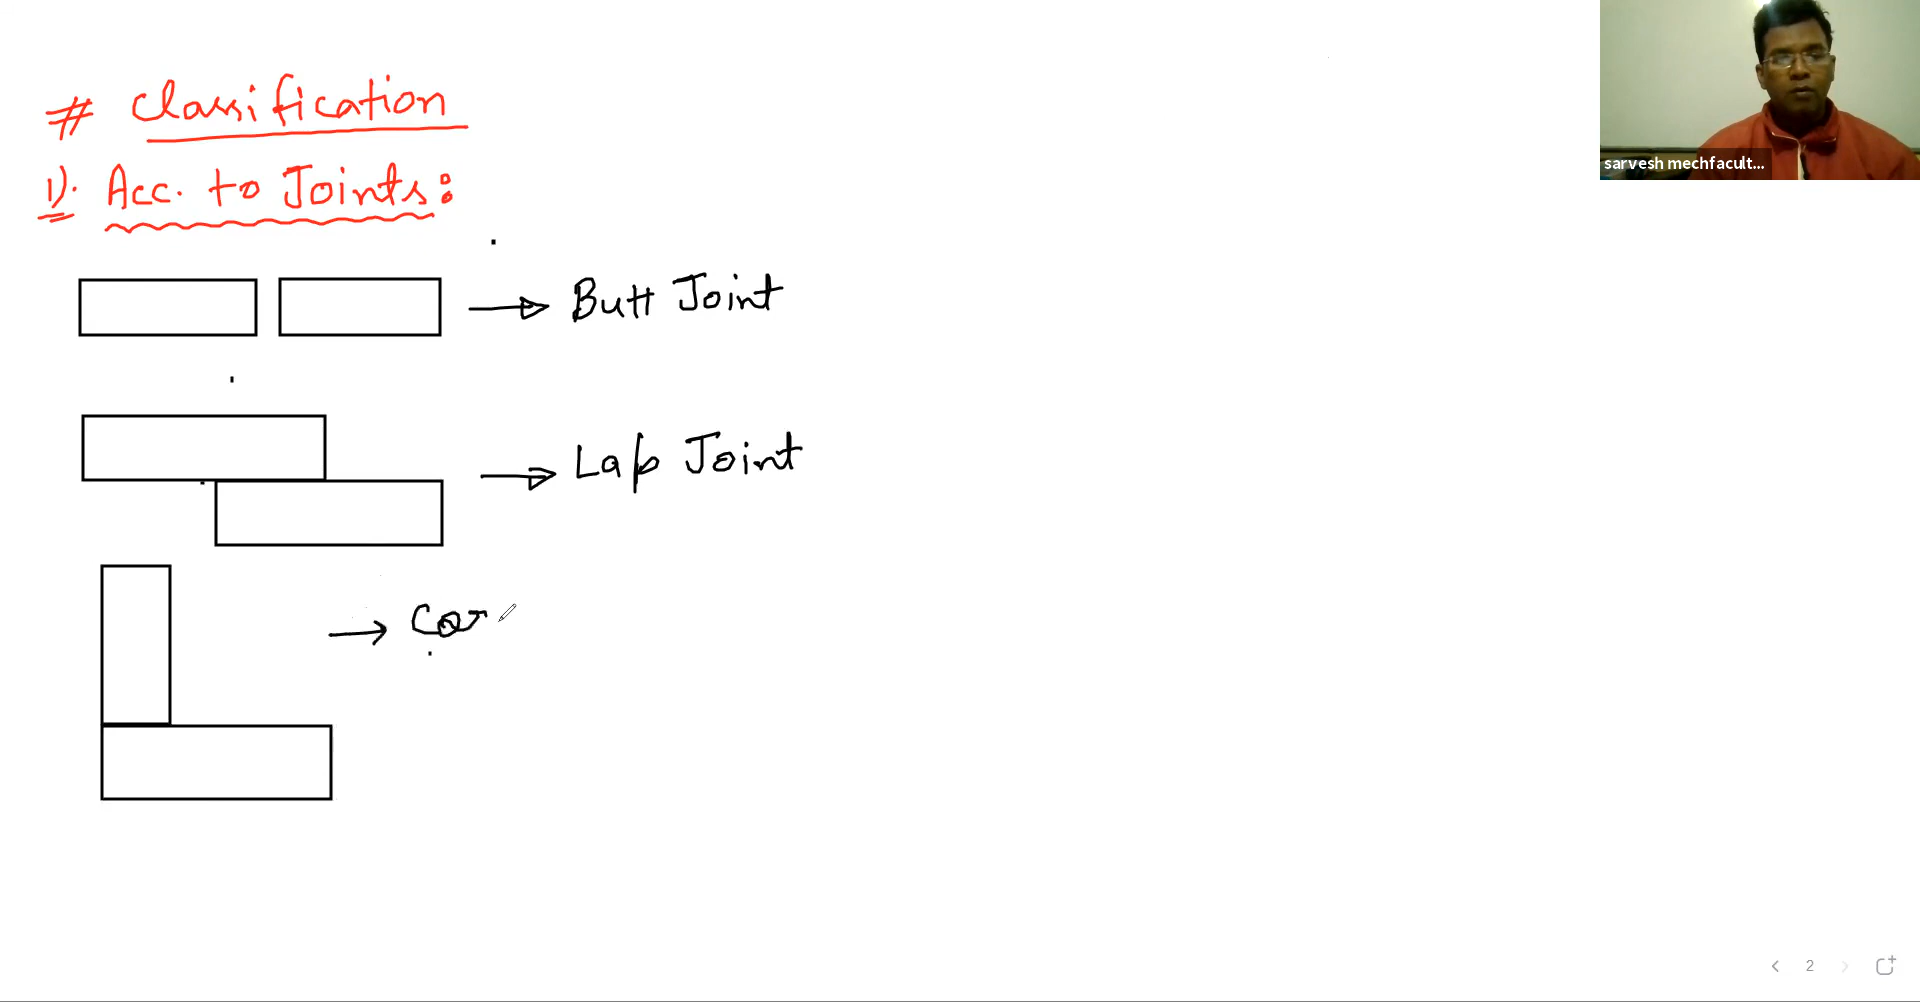 # Classification
1). Acc. to Joints:
→ Butt Joint
→ Lap Joint
→ Cor
sarvesh mechfacult...
2